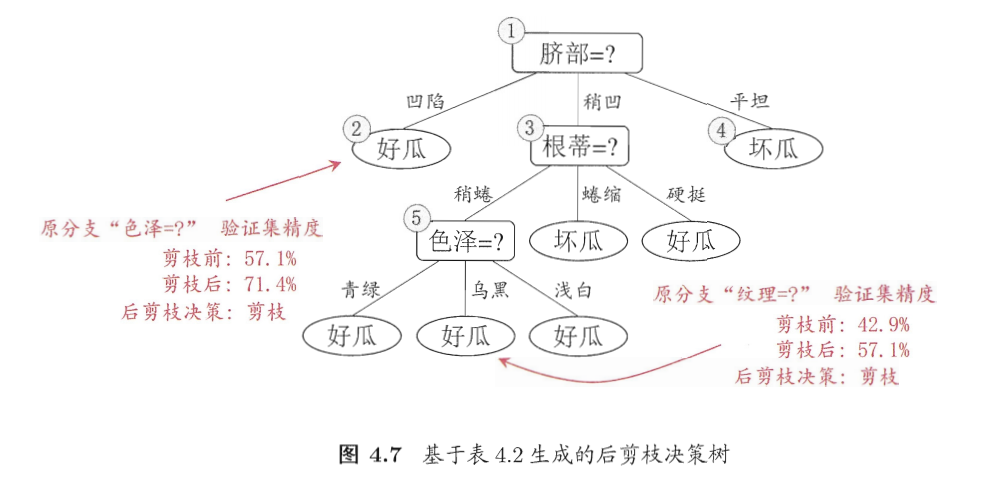 ①
脐部=?
凹陷
稍凹
平坦
②
好瓜
③
根蒂=?
④
坏瓜
稍蜷
蜷缩
硬挺
原分支“色泽=?” 验证集精度
剪枝前: 57.1%
剪枝后: 71.4%
后剪枝决策: 剪枝
⑤
色泽=?
坏瓜
好瓜
青绿
乌黑
浅白
好瓜
好瓜
好瓜
原分支“纹理=?” 验证集精度
剪枝前: 42.9%
剪枝后: 57.1%
后剪枝决策: 剪枝
图 4.7 基于表 4.2 生成的后剪枝决策树